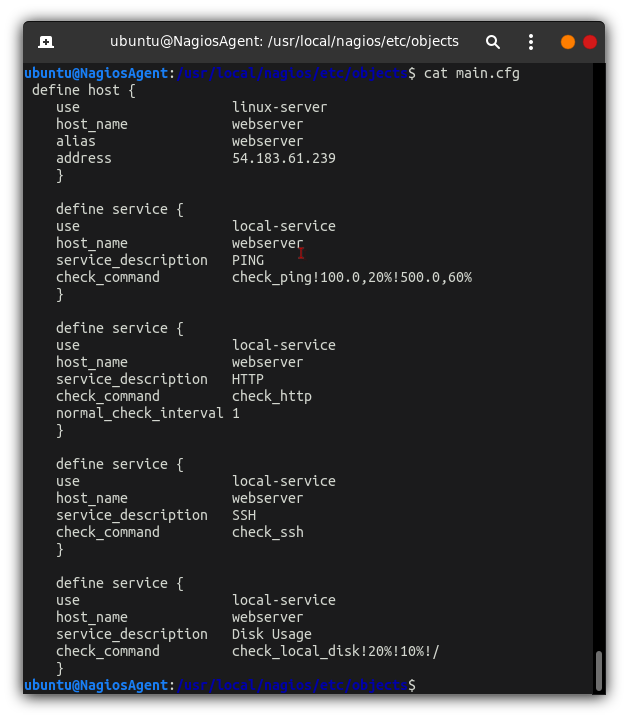 ubuntu@NagiosAgent: /usr/local/nagios/etc/objects
ubuntu@NagiosAgent:/usr/local/nagios/etc/objects$ cat main.cfg
 define host {
    use                   linux-server
    host_name             webserver
    alias                 webserver
    address               54.183.61.239
    }

    define service {
    use                   local-service
    host_name             webserver
    service_description   PING
    check_command         check_ping!100.0,20%!500.0,60%
    }

    define service {
    use                   local-service
    host_name             webserver
    service_description   HTTP
    check_command         check_http
    normal_check_interval 1
    }

    define service {
    use                   local-service
    host_name             webserver
    service_description   SSH
    check_command         check_ssh
    }

    define service {
    use                   local-service
    host_name             webserver
    service_description   Disk Usage
    check_command         check_local_disk!20%!10%!/
    }
ubuntu@NagiosAgent:/usr/local/nagios/etc/objects$